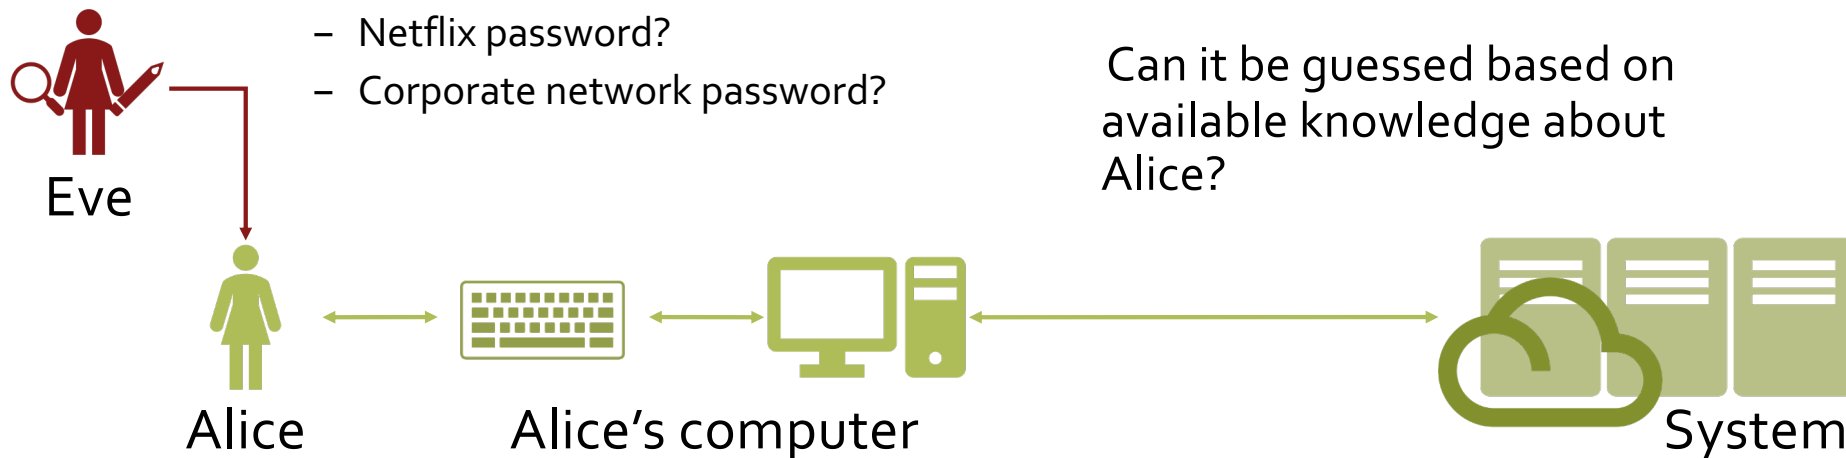 – Netflix password?
– Corporate network password?
Can it be guessed based on
available knowledge about
Alice?
Eve
Alice
Alice’s computer
System